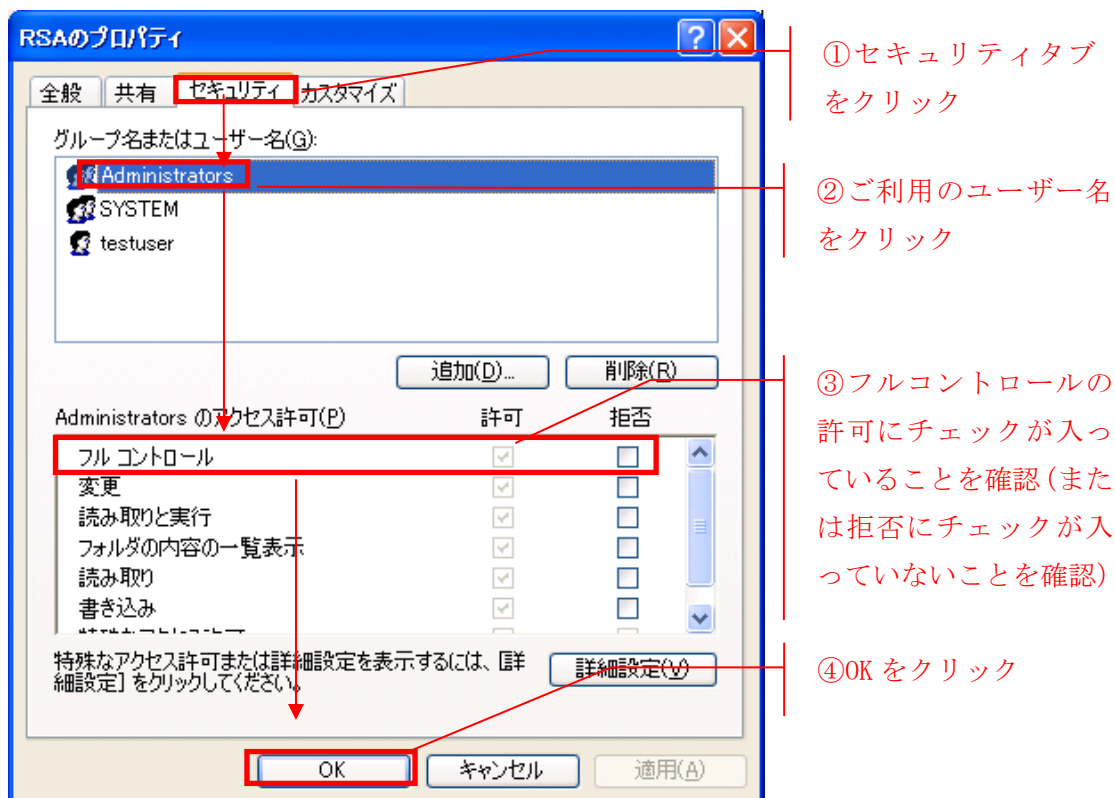 RSAのプロパティ
全般 共有 セキュリティ カスタマイズ
グループ名またはユーザー名(G):
Administrators
SYSTEM
testuser
追加(D)... 削除(R)
Administrators のアクセス許可(P) 許可 拒否
フル コントロール
変更
読み取りと実行
フォルダの内容の一覧表示
読み取り
書き込み
特殊なアクセス許可または詳細設定を表示するには、[詳
細設定] をクリックしてください。
詳細設定(V)
OK キャンセル 適用(A)
①セキュリティタブ
をクリック
②ご利用のユーザー名
をクリック
③フルコントロールの
許可にチェックが入っ
ていることを確認(また
は拒否にチェックが入
っていないことを確認)
④OK をクリック